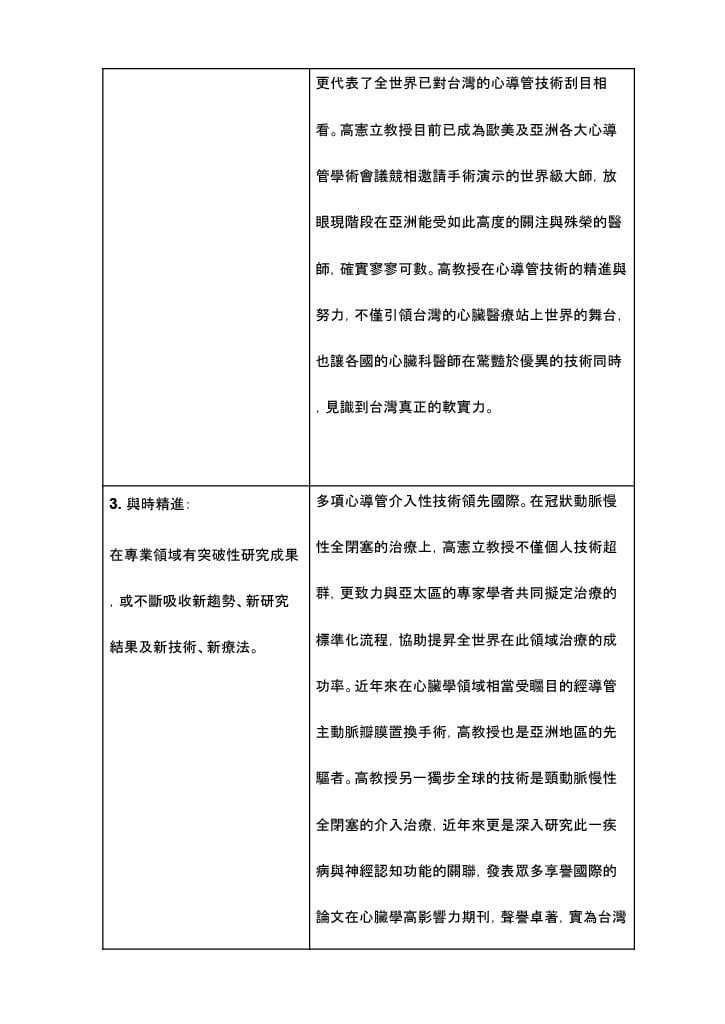 更代表了全世界已對台灣的心導管技術刮目相
看。高憲立教授目前已成為歐美及亞洲各大心導
管學術會議競相邀請手術演示的世界級大師，放
眼現階段在亞洲能受如此高度的關注與殊榮的醫
師，確實寥寥可數。高教授在心導管技術的精進與
努力，不僅引領台灣的心臟醫療站上世界的舞台，
也讓各國的心臟科醫師在驚豔於優異的技術同時
，見識到台灣真正的軟實力。
3. 與時精進：
在專業領域有突破性研究成果
，或不斷吸收新趨勢、新研究
結果及新技術、新療法。
多項心導管介入性技術領先國際。在冠狀動脈慢
性全閉塞的治療上，高憲立教授不僅個人技術超
群，更致力與亞太區的專家學者共同擬定治療的
標準化流程，協助提昇全世界在此領域治療的成
功率。近年來在心臟學領域相當受矚目的經導管
主動脈瓣膜置換手術，高教授也是亞洲地區的先
驅者。高教授另一獨步全球的技術是頸動脈慢性
全閉塞的介入治療，近年來更是深入研究此一疾
病與神經認知功能的關聯，發表眾多享譽國際的
論文在心臟學高影響力期刊，聲譽卓著，實為台灣